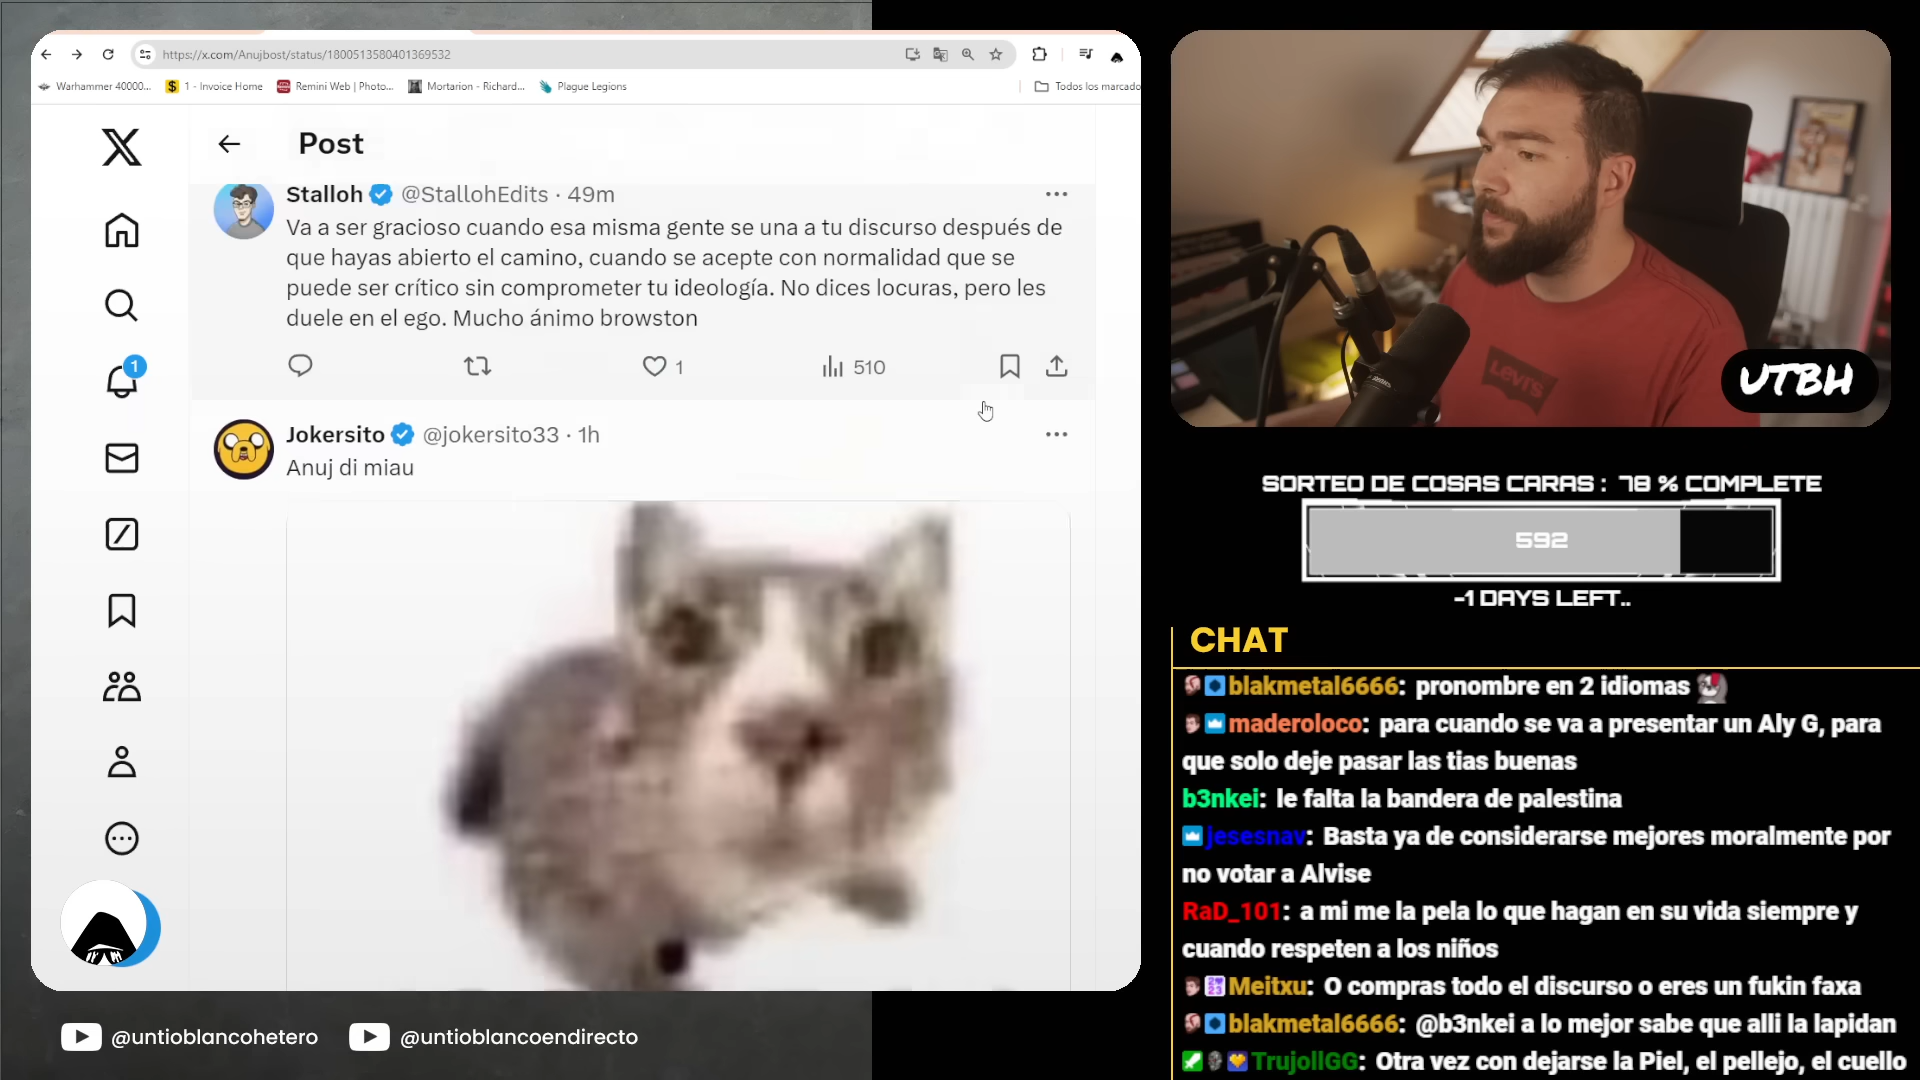 https://x.com/Anujbost/status/1800513580401369532
Warhammer 40000... 1 - Invoice Home Remini Web | Photo... Mortarion - Richard... Plague Legions Todos los marcado
Post
Stalloh @StallohEdits · 49m
Va a ser gracioso cuando esa misma gente se una a tu discurso después de
que hayas abierto el camino, cuando se acepte con normalidad que se
puede ser crítico sin comprometer tu ideología. No dices locuras, pero les
duele en el ego. Mucho ánimo browston
1 510
1
Jokersito @jokersito33 · 1h
Anuj di miau
@untioblancohetero @untioblancoendirecto
Levi's
UTBH
SORTEO DE COSAS CARAS : 78 % COMPLETE
592
-1 DAYS LEFT..
CHAT
blakmetal6666: pronombre en 2 idiomas
maderoloco: para cuando se va a presentar un Aly G, para
que solo deje pasar las tias buenas
b3nkei: le falta la bandera de palestina
jesesnav: Basta ya de considerarse mejores moralmente por
no votar a Alvise
RaD_101: a mi me la pela lo que hagan en su vida siempre y
cuando respeten a los niños
Meitxu: O compras todo el discurso o eres un fukin faxa
blakmetal6666: @b3nkei a lo mejor sabe que alli la lapidan
TrujollGG: Otra vez con dejarse la Piel, el pellejo, el cuello